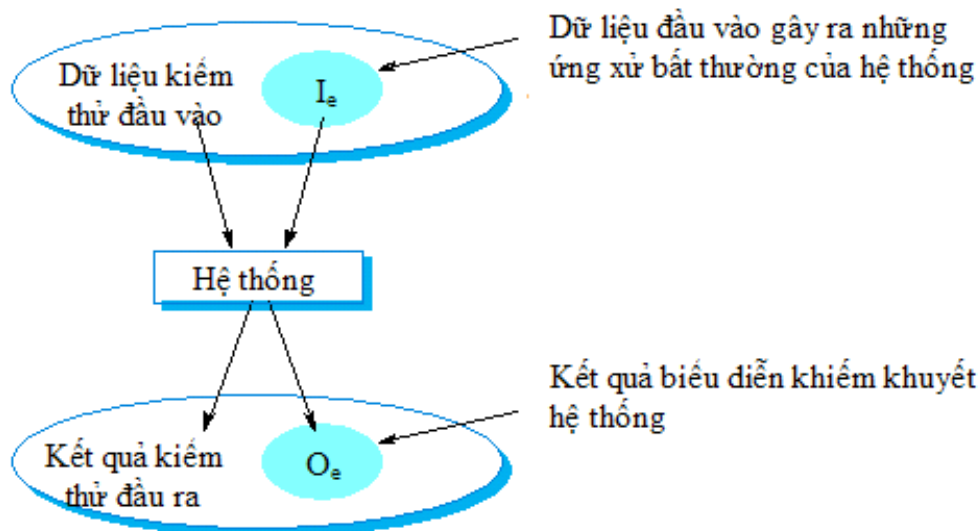 Dữ liệu đầu vào gây ra những
ứng xử bất thường của hệ thống
Dữ liệu kiểm
thử đầu vào
Iₑ
Hệ thống
Kết quả biểu diễn khiếm khuyết
hệ thống
Kết quả kiểm
thử đầu ra
Oₑ